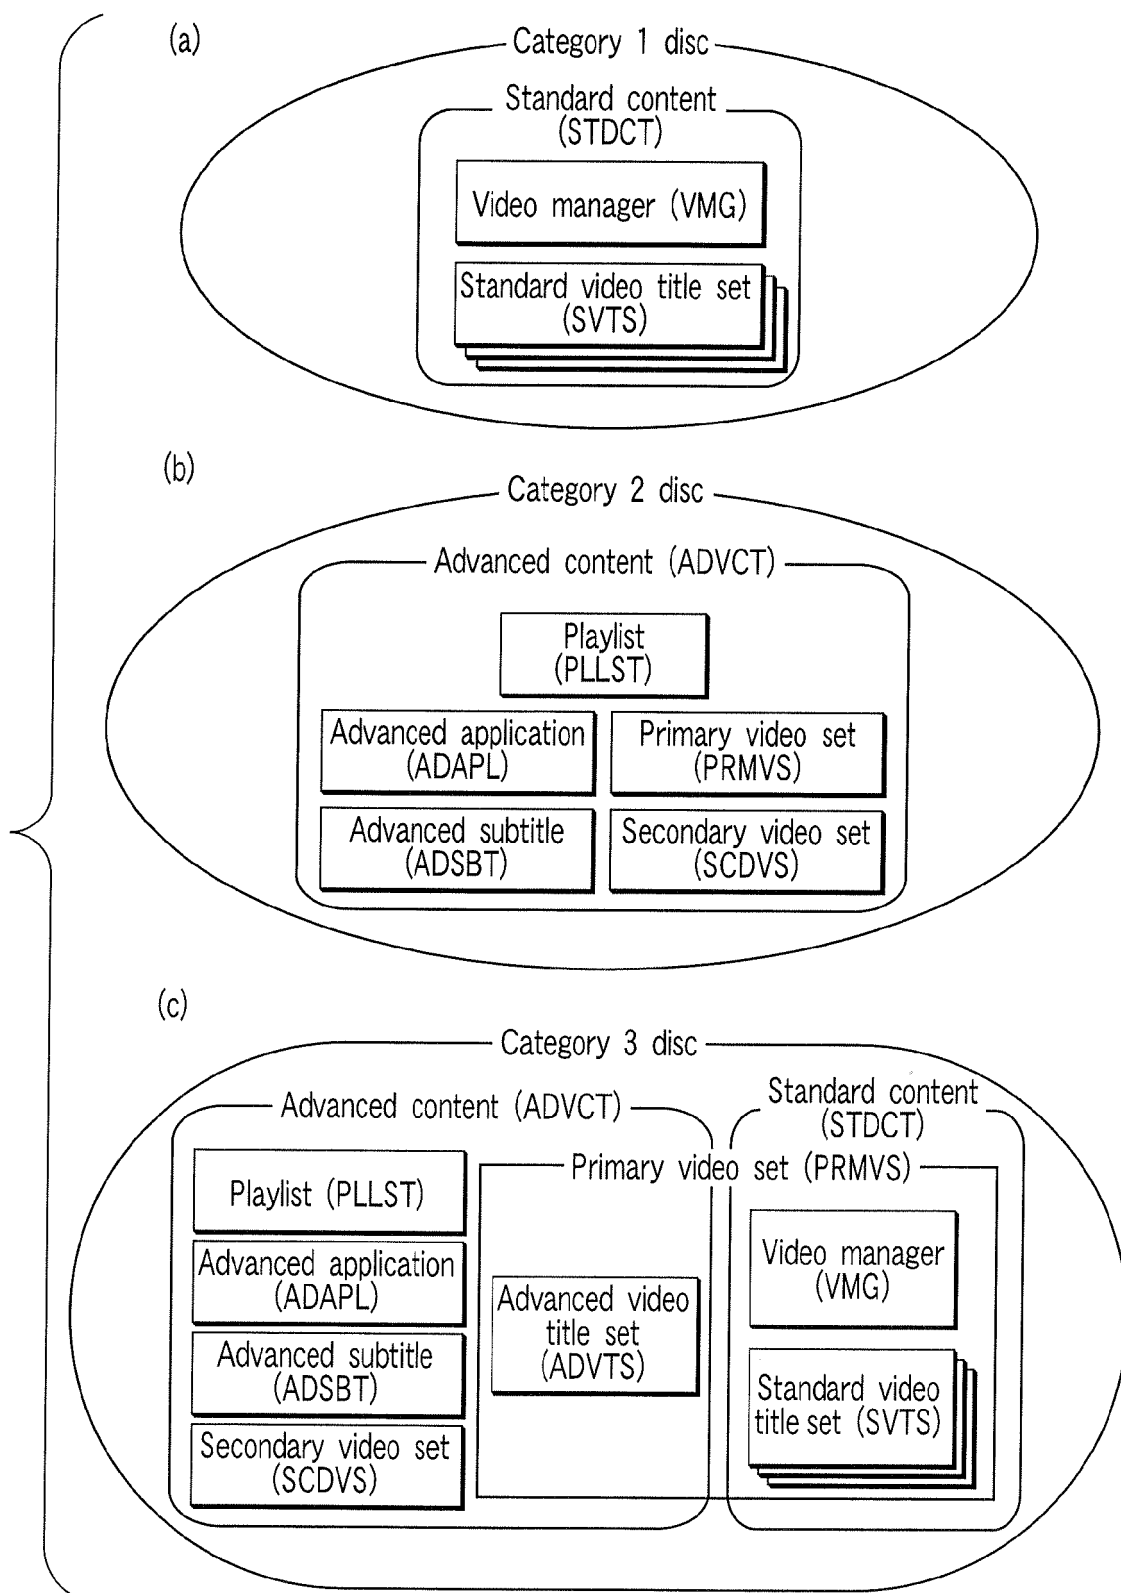 (a)
Category 1 disc
Standard content
(STDCT)
Video manager (VMG)
Standard video title set
(SVTS)
(b)
Category 2 disc
Advanced content (ADVCT)
Playlist
(PLLST)
Advanced application
(ADAPL)
Primary video set
(PRMVS)
Advanced subtitle
(ADSBT)
Secondary video set
(SCDVS)
(c)
Category 3 disc
Advanced content (ADVCT)
Standard content
(STDCT)
Primary video set (PRMVS)
Playlist (PLLST)
Advanced application
(ADAPL)
Advanced subtitle
(ADSBT)
Secondary video set
(SCDVS)
Advanced video
title set
(ADVTS)
Video manager
(VMG)
Standard video
title set (SVTS)